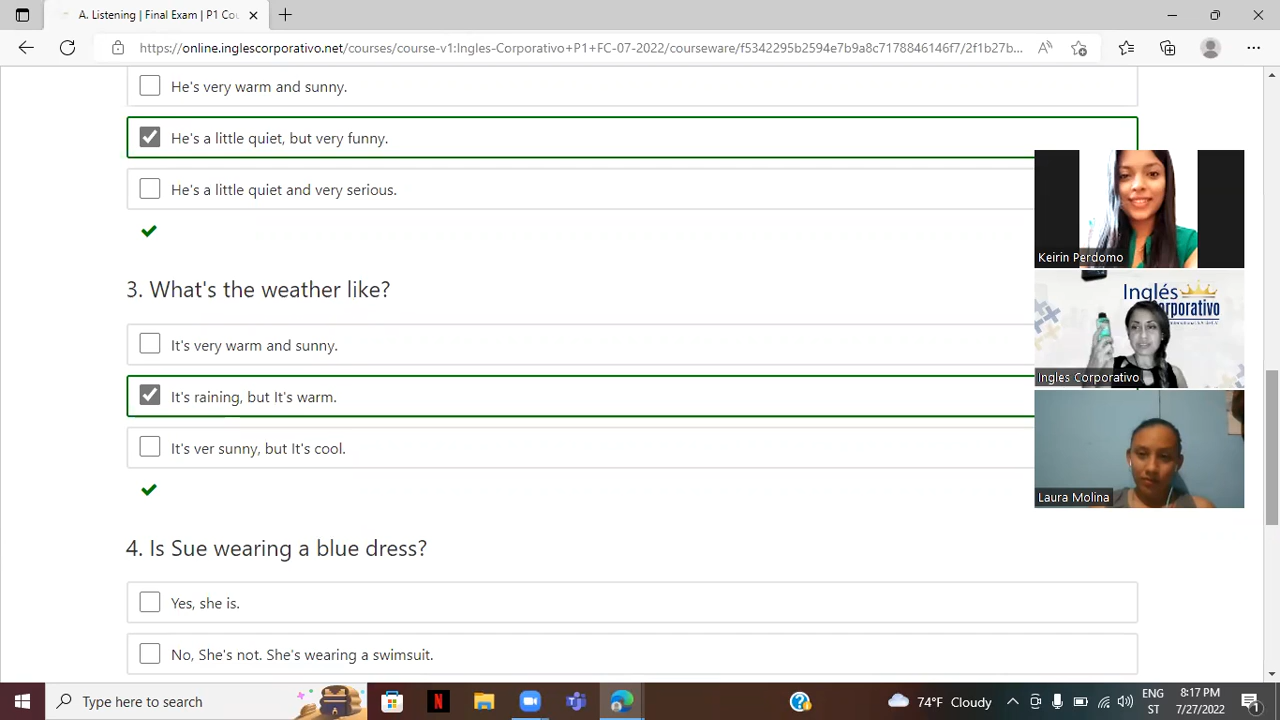 A. Listening | Final Exam | P1 Cou
https://online.inglescorporativo.net/courses/course-v1:Ingles-Corporativo+P1+FC-07-2022/courseware/f5342295b25e4e7b9a8c7178846146f7/2f1b27b...
He's very warm and sunny.
He's a little quiet, but very funny.
He's a little quiet and very serious.
3. What's the weather like?
It's very warm and sunny.
It's raining, but It's warm.
It's ver sunny, but It's cool.
4. Is Sue wearing a blue dress?
Yes, she is.
No, She's not. She's wearing a swimsuit.
Keirin Perdomo
Inglés
Corporativo
Ingles Corporativo
Laura Molina
Type here to search
74°F Cloudy
ENG
ST
8:17 PM
7/27/2022